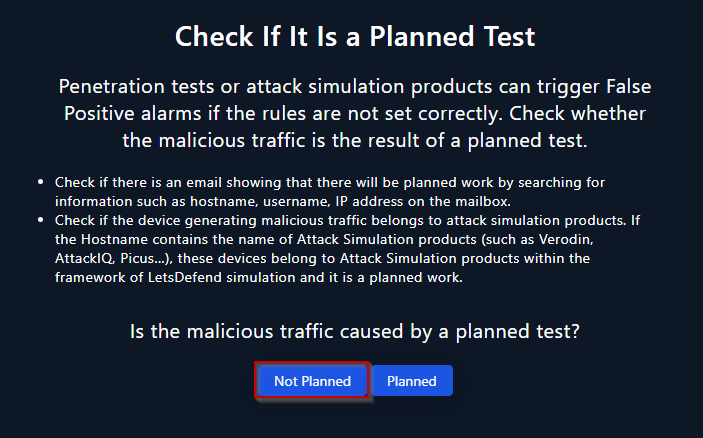 Check If It Is a Planned Test
Penetration tests or attack simulation products can trigger False
Positive alarms if the rules are not set correctly. Check whether
the malicious traffic is the result of a planned test.
• Check if there is an email showing that there will be planned work by searching for
information such as hostname, username, IP address on the mailbox.
• Check if the device generating malicious traffic belongs to attack simulation products. If
the Hostname contains the name of Attack Simulation products (such as Verodin,
AttackIQ, Picus...), these devices belong to Attack Simulation products within the
framework of LetsDefend simulation and it is a planned work.
Is the malicious traffic caused by a planned test?
Not Planned Planned